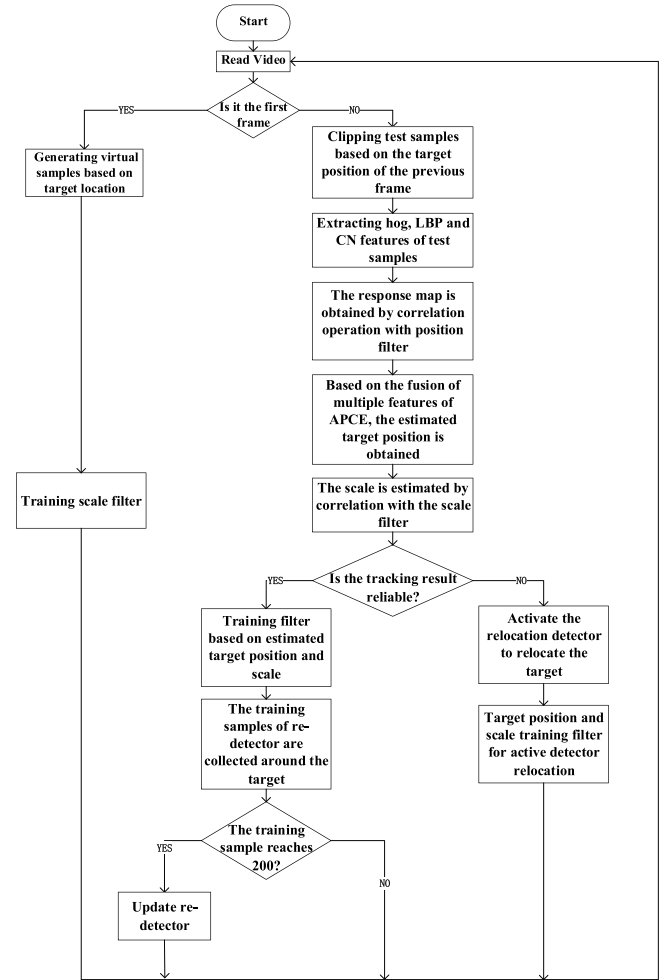 Start
Read Video
Is it the first
frame
YES
NO
Generating virtual
samples based on
target location
Clipping test samples
based on the target
position of the previous
frame
Extracting hog, LBP and
CN features of test
samples
The response map is
obtained by correlation
operation with position
filter
Based on the fusion of
multiple features of
APCE, the estimated
target position is
obtained
Training scale filter
The scale is estimated by
correlation with the scale
filter
Is the tracking result
reliable?
YES
NO
Training filter
based on estimated
target position and
scale
Activate the
relocation detector
to relocate the
target
The training
samples of re-
detector are
collected around the
target
Target position and
scale training filter
for active detector
relocation
The training
sample reaches
200?
YES
NO
Update re-
detector